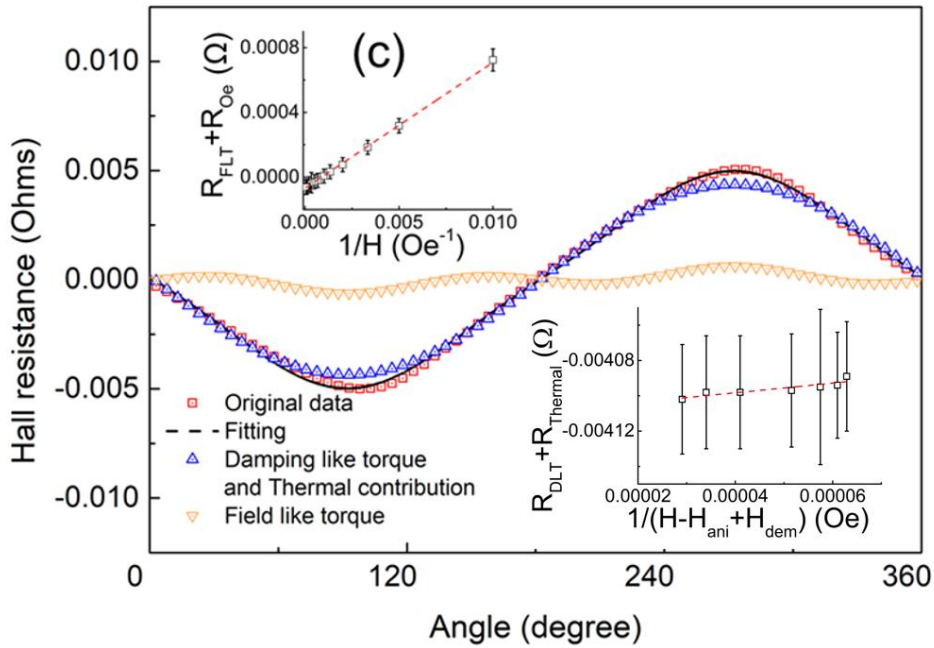 0.010
0.005
0.000
-0.005
-0.010
Hall resistance (Ohms)
0
120
240
360
Angle (degree)
(c)
0.0008
0.0004
0.0000
R_FLT+R_Oe (Ω)
0.000
0.005
0.010
1/H (Oe⁻¹)
Original data
Fitting
Damping like torque
and Thermal contribution
Field like torque
-0.00408
-0.00412
R_DLT+R_Thermal (Ω)
0.00002
0.00004
0.00006
1/(H-H_ani+H_dem) (Oe)